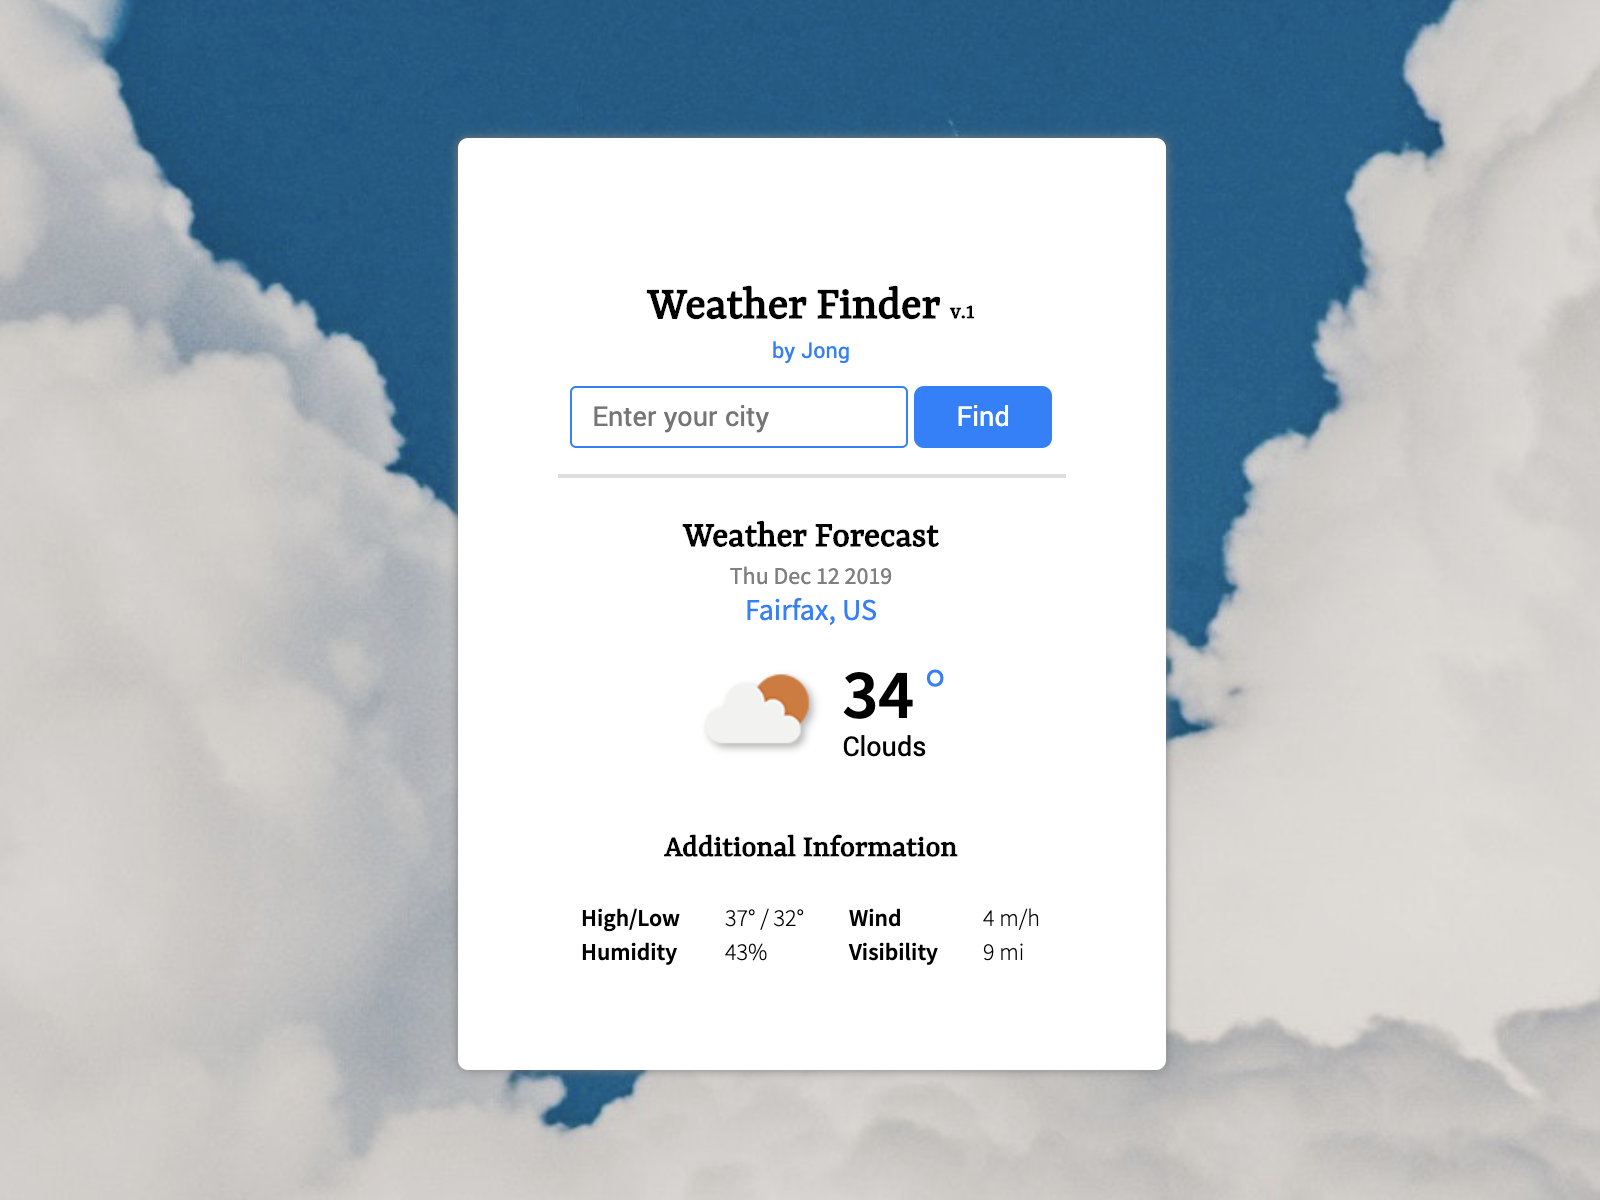 Weather Finder v.1
by Jong
Enter your city
Find
Weather Forecast
Thu Dec 12 2019
Fairfax, US
34°
Clouds
Additional Information
High/Low 37° / 32° Wind 4 m/h
Humidity 43% Visibility 9 mi